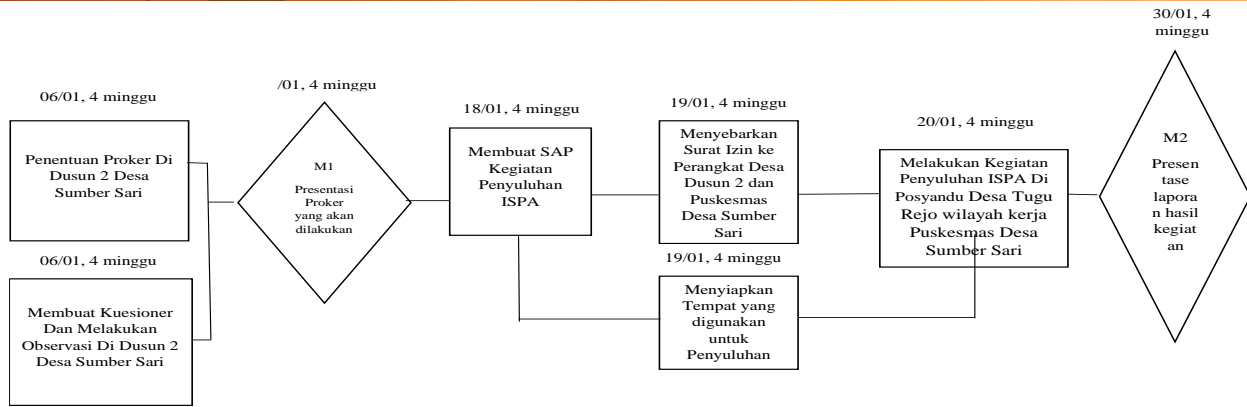 06/01, 4 minggu
Penentuan Proker Di
Dusun 2 Desa
Sumber Sari
06/01, 4 minggu
Membuat Kuesioner
Dan Melakukan
Observasi Di Dusun 2
Desa Sumber Sari
/01, 4 minggu
M1
Presentasi
Proker
yang akan
dilakukan
18/01, 4 minggu
Membuat SAP
Kegiatan
Penyuluhan
ISPA
19/01, 4 minggu
Menyebarkan
Surat Izin ke
Perangkat Desa
Dusun 2 dan
Puskesmas
Desa Sumber
Sari
19/01, 4 minggu
Menyiapkan
Tempat yang
digunakan
untuk
Penyuluhan
20/01, 4 minggu
Melakukan Kegiatan
Penyuluhan ISPA Di
Posyandu Desa Tugu
Rejo wilayah kerja
Puskesmas Desa
Sumber Sari
30/01, 4
minggu
M2
Presen
tase
lapora
n hasil
kegiat
an